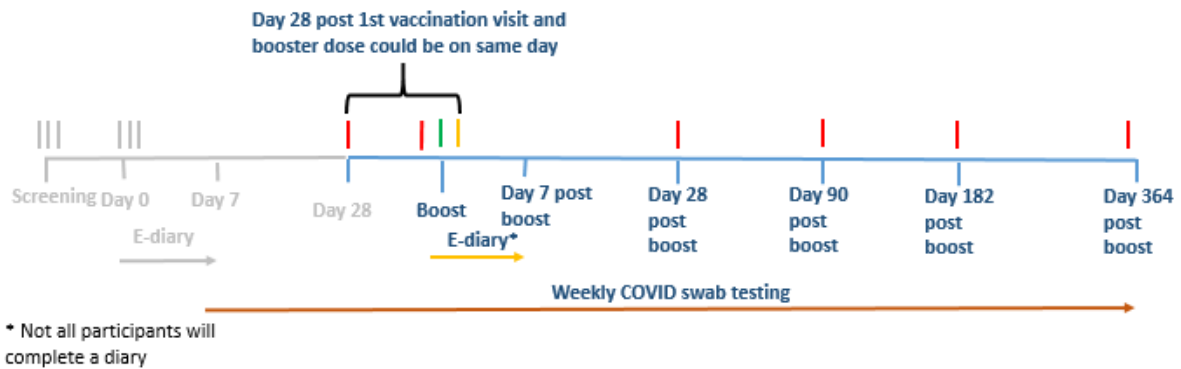 Day 28 post 1st vaccination visit and
booster dose could be on same day
Screening
Day 0
Day 7
Day 28
Boost
Day 7 post
boost
Day 28
post
boost
Day 90
post
boost
Day 182
post
boost
Day 364
post
boost
E-diary
E-diary*
Weekly COVID swab testing
* Not all participants will
complete a diary